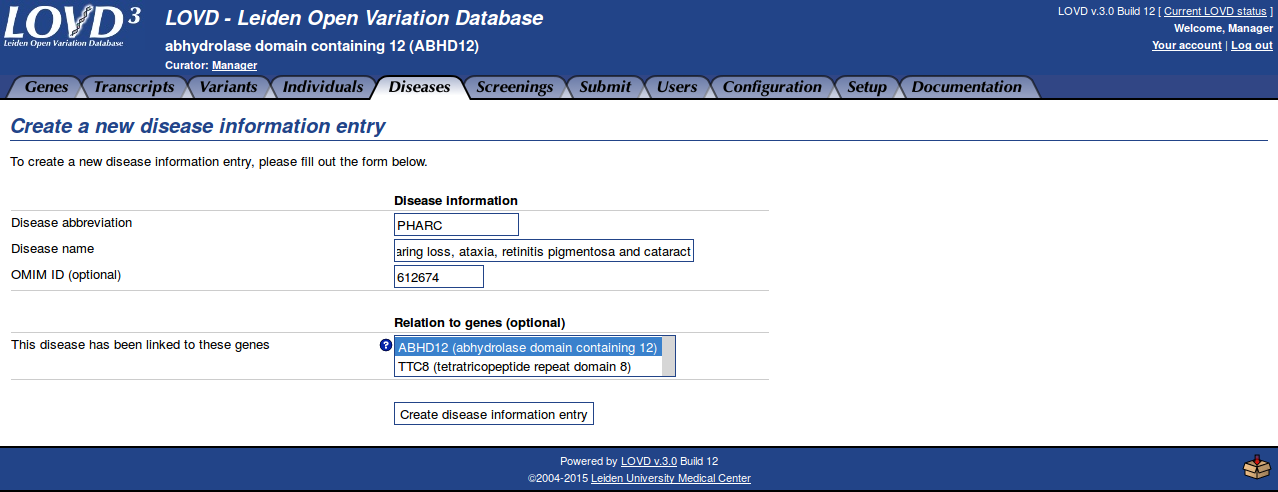 LOVD 3
Leiden Open Variation Database
LOVD - Leiden Open Variation Database
abhydrolase domain containing 12 (ABHD12)
Curator: Manager
LOVD v.3.0 Build 12 [ Current LOVD status ]
Welcome, Manager
Your account | Log out
Genes Transcripts Variants Individuals Diseases Screenings Submit Users Configuration Setup Documentation
Create a new disease information entry
To create a new disease information entry, please fill out the form below.
Disease information
Disease abbreviation PHARC
Disease name aring loss, ataxia, retinitis pigmentosa and cataract
OMIM ID (optional) 612674
Relation to genes (optional)
This disease has been linked to these genes ? ABHD12 (abhydrolase domain containing 12)
TTC8 (tetratricopeptide repeat domain 8)
Create disease information entry
Powered by LOVD v.3.0 Build 12
©2004-2015 Leiden University Medical Center